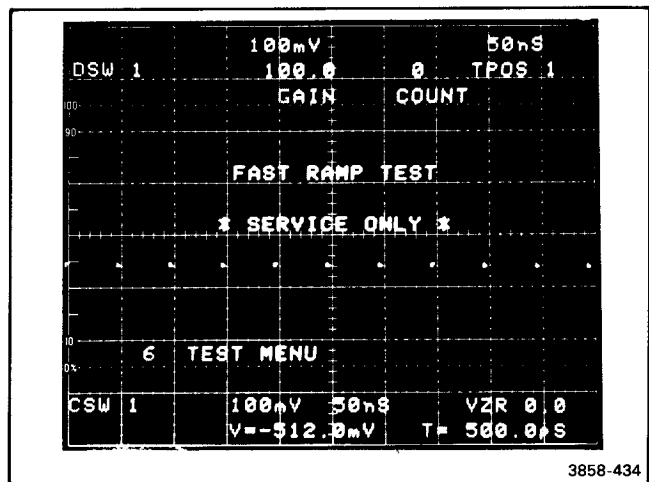 100mV 50nS
DSW 1 100.0 0 TPOS 1
GAIN COUNT
100
90
FAST RAMP TEST
* SERVICE ONLY *
10
6 TEST MENU
0%
CSW 1 100mV 50nS VZR 0.0
V=-512.0mV T= 500.0pS
3858-434